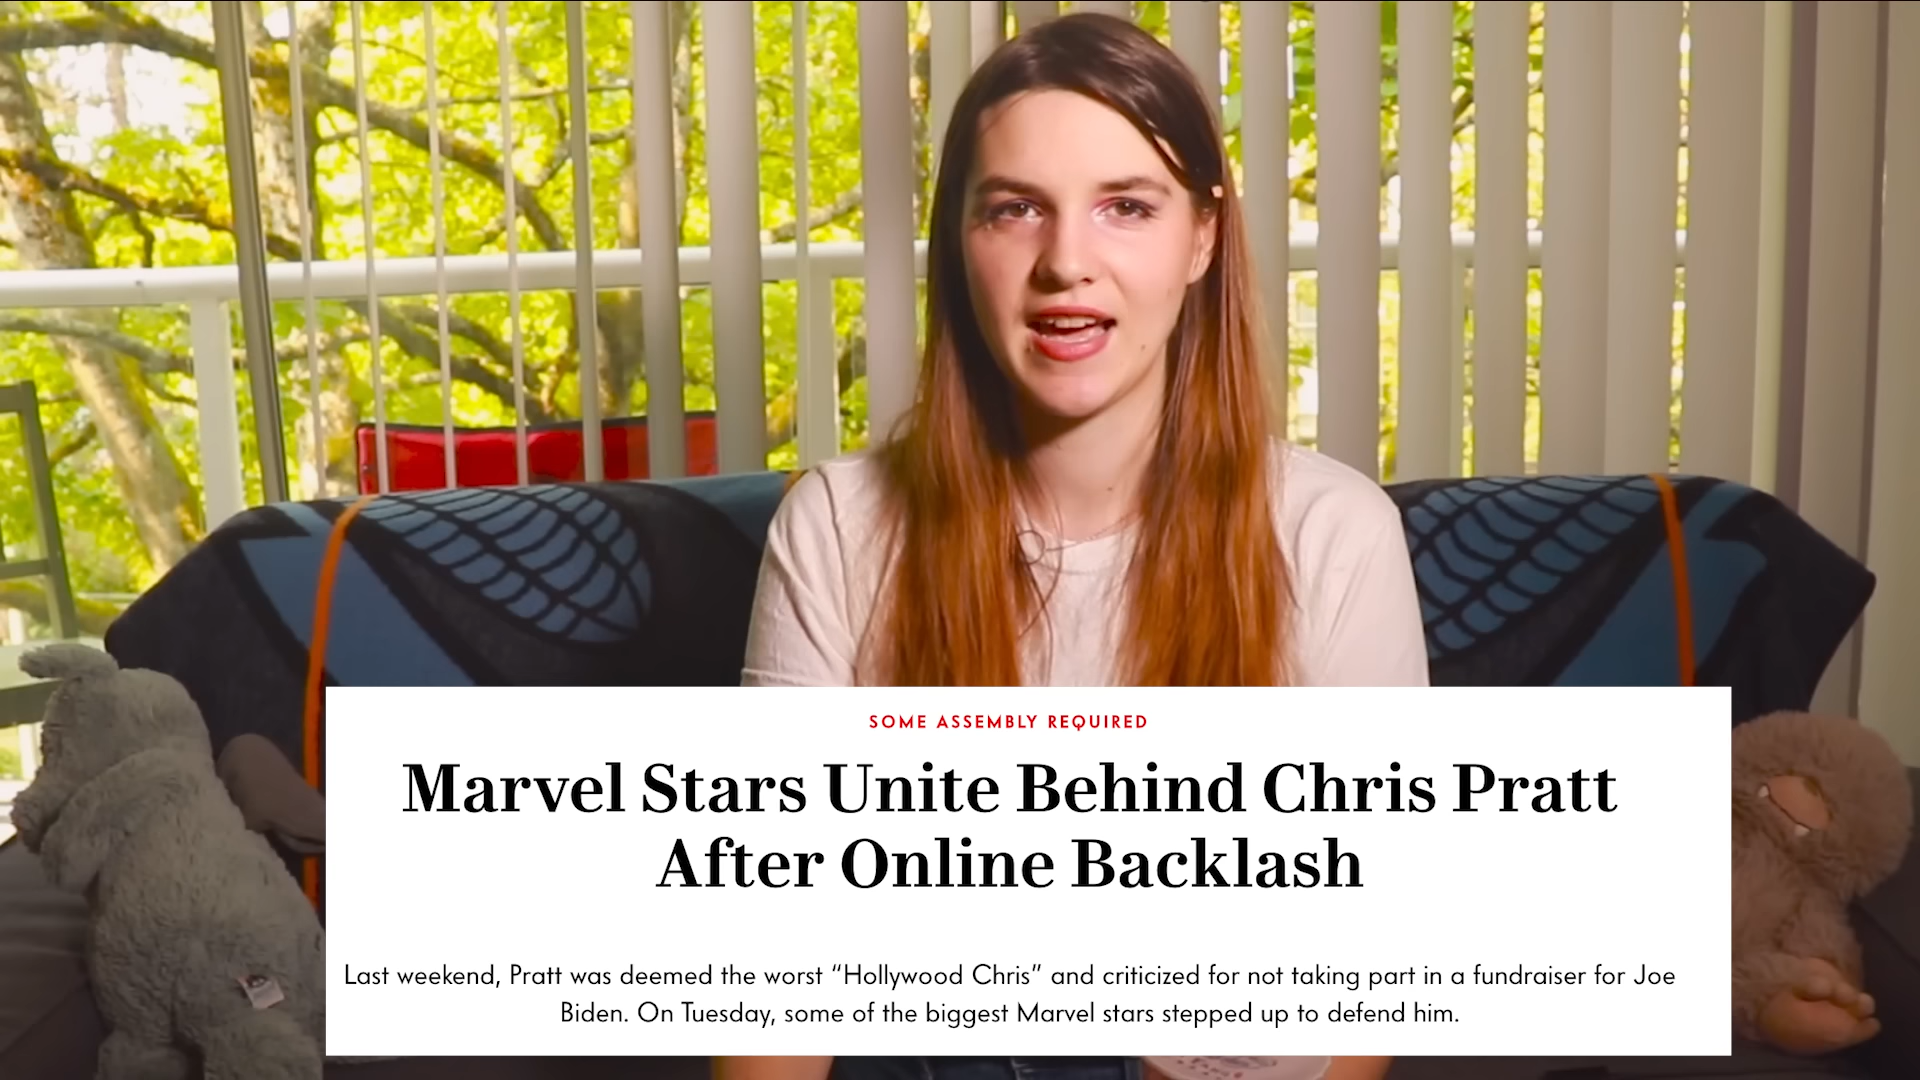 SOME ASSEMBLY REQUIRED
Marvel Stars Unite Behind Chris Pratt
After Online Backlash
Last weekend, Pratt was deemed the worst “Hollywood Chris” and criticized for not taking part in a fundraiser for Joe
Biden. On Tuesday, some of the biggest Marvel stars stepped up to defend him.